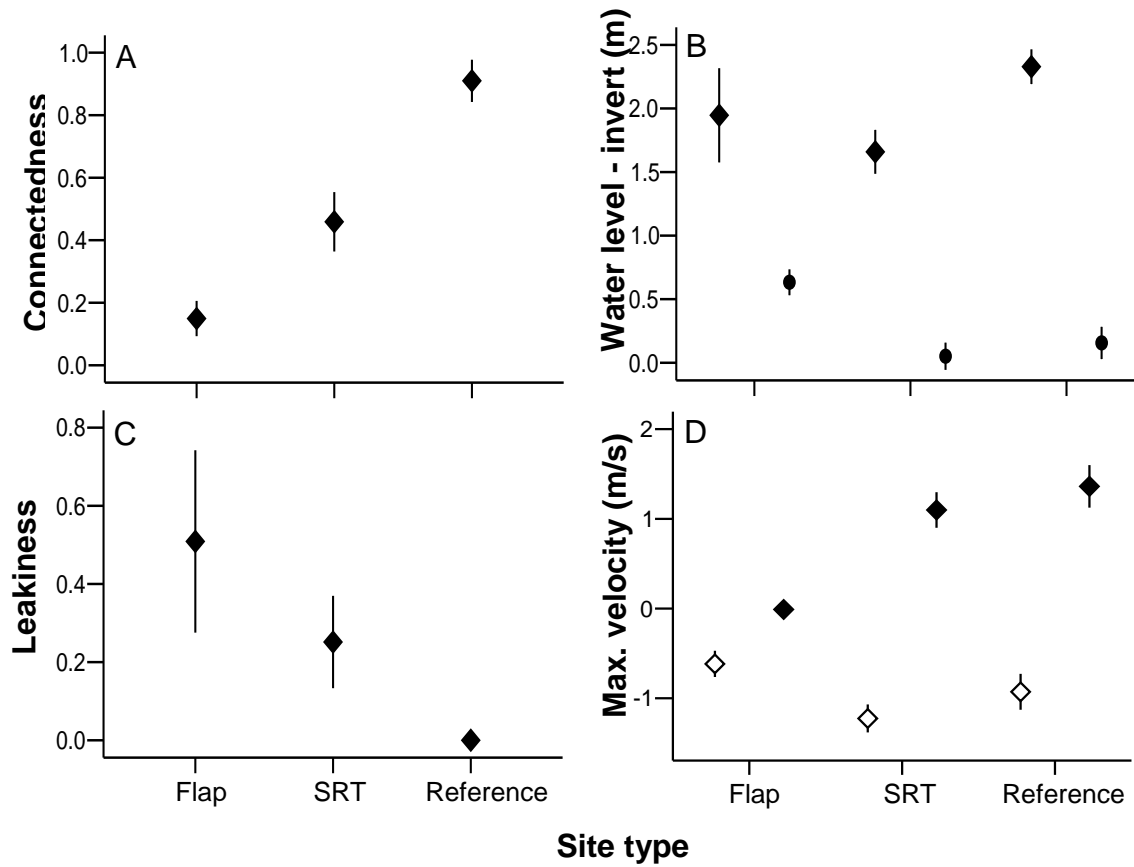 A
Connectedness
1.0
0.8
0.6
0.4
0.2
0.0
B
Water level - invert (m)
2.5
2.0
1.5
1.0
0.5
0.0
C
Leakiness
0.8
0.6
0.4
0.2
0.0
Flap SRT Reference
D
Max. velocity (m/s)
2
1
0
-1
Flap SRT Reference
Site type